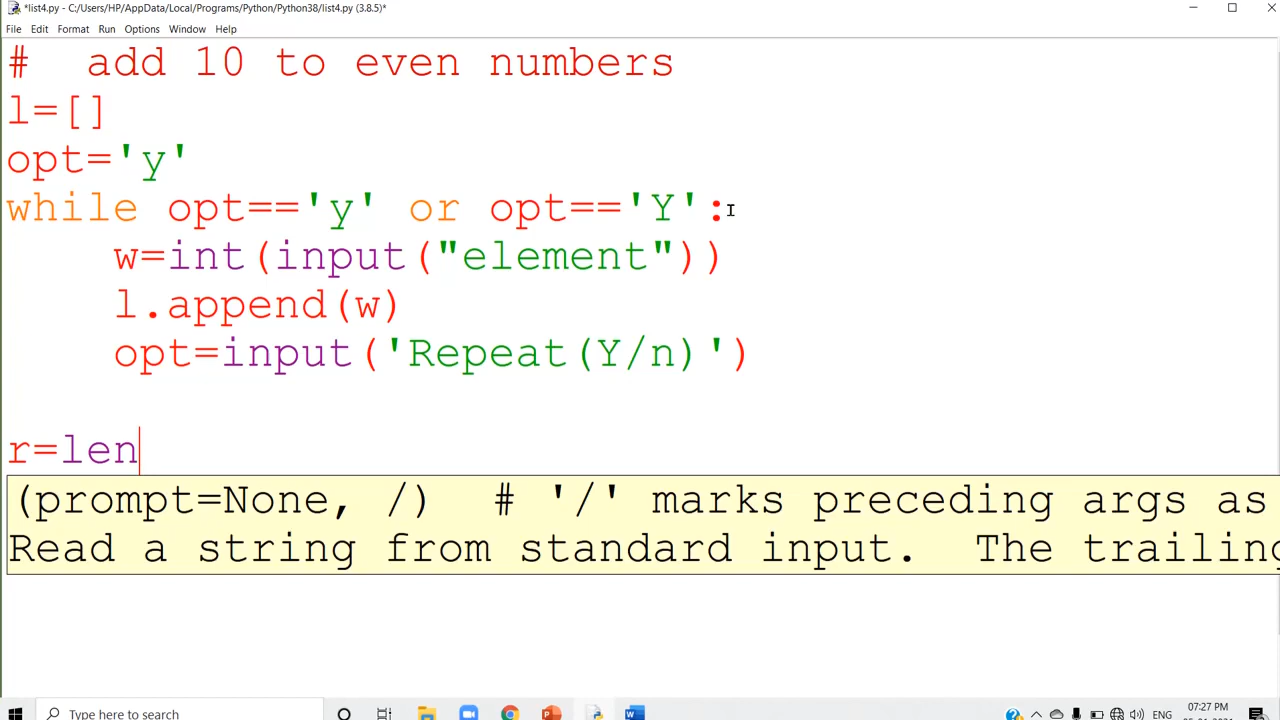 *list4.py - C:/Users/HP/AppData/Local/Programs/Python/Python38/list4.py (3.8.5)*
File Edit Format Run Options Window Help
#  add 10 to even numbers
l=[]
opt='y'
while opt=='y' or opt=='Y':
    w=int(input("element"))
    l.append(w)
    opt=input('Repeat(Y/n)')
r=len
(prompt=None, /)  # '/' marks preceding args as
Read a string from standard input.  The trailing
Type here to search
ENG
07:27 PM